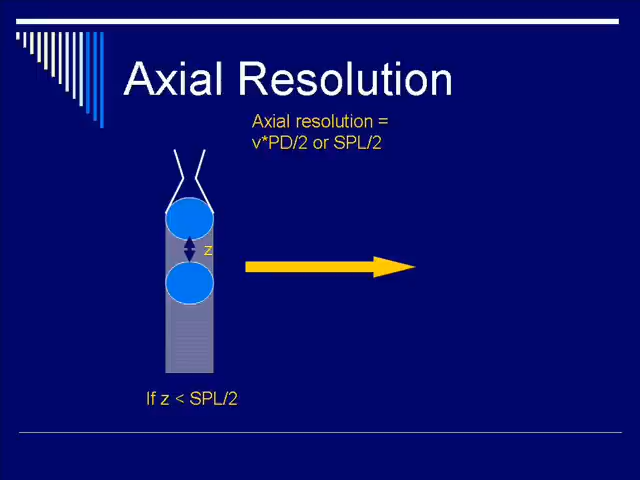 Axial Resolution
Axial resolution =
v*PD/2 or SPL/2
z
If z < SPL/2